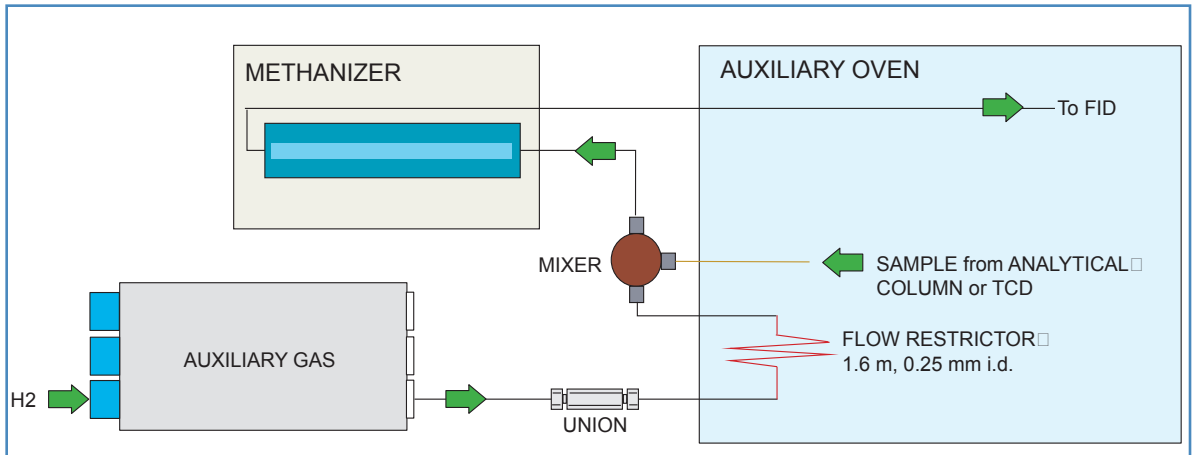 METHANIZER
AUXILIARY OVEN
To FID
MIXER
SAMPLE from ANALYTICAL□
COLUMN or TCD
AUXILIARY GAS
FLOW RESTRICTOR□
1.6 m, 0.25 mm i.d.
H2
UNION